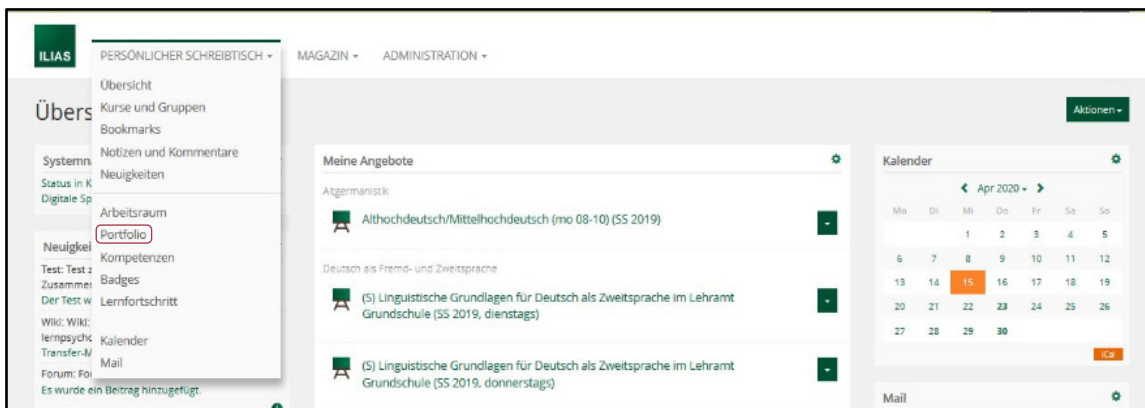 ILIAS
PERSÖNLICHER SCHREIBTISCH
MAGAZIN
ADMINISTRATION
Übersicht
Kurse und Gruppen
Bookmarks
Notizen und Kommentare
Neuigkeiten
Arbeitsraum
Portfolio
Kompetenzen
Badges
Lernfortschritt
Kalender
Mail
Übers
Aktionen
Systemn
Status in K
Digitale Sp
Neuigkei
Test: Test z
Zusammen
Der Test w
Wiki: Wiki:
lernpsycho
Transfer-M
Forum: For
Es wurde ein Beitrag hinzugefügt.
Meine Angebote
Altgermanistik
Althochdeutsch/Mittelhochdeutsch (mo 08-10) (SS 2019)
Deutsch als Fremd- und Zweitsprache
(S) Linguistische Grundlagen für Deutsch als Zweitsprache im Lehramt
Grundschule (SS 2019, dienstags)
(S) Linguistische Grundlagen für Deutsch als Zweitsprache im Lehramt
Grundschule (SS 2019, donnerstags)
Kalender
Apr 2020
Mo Di Mi Do Fr Sa So
1 2 3 4 5
6 7 8 9 10 11 12
13 14 15 16 17 18 19
20 21 22 23 24 25 26
27 28 29 30
iCal
Mail